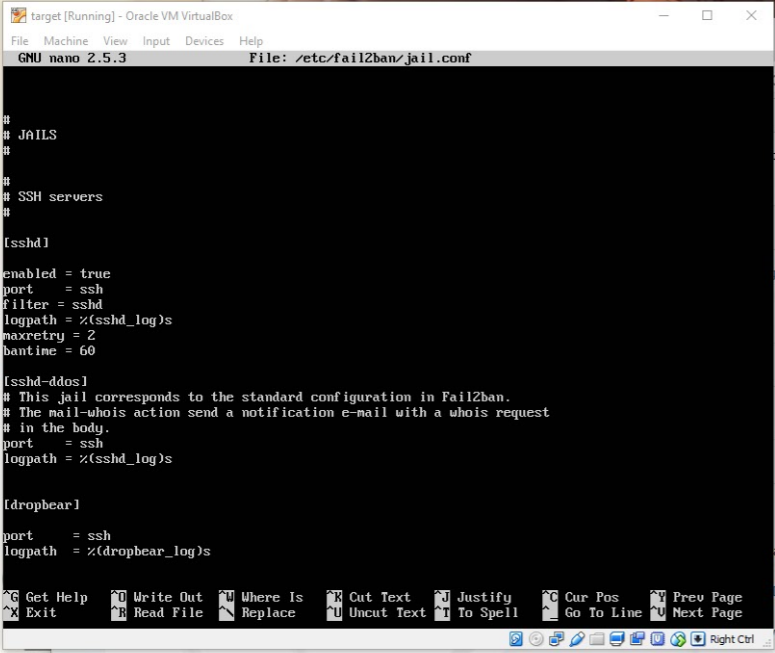 target [Running] - Oracle VM VirtualBox
File Machine View Input Devices Help
GNU nano 2.5.3 File: /etc/fail2ban/jail.conf
#
# JAILS
#
#
# SSH servers
#
[sshd]
enabled = true
port = ssh
filter = sshd
logpath = %(sshd_log)s
maxretry = 2
bantime = 60
[sshd-ddos]
# This jail corresponds to the standard configuration in Fail2ban.
# The mail-whois action send a notification e-mail with a whois request
# in the body.
port = ssh
logpath = %(sshd_log)s
[dropbear]
port = ssh
logpath = %(dropbear_log)s
^G Get Help ^O Write Out ^W Where Is ^K Cut Text ^J Justify ^C Cur Pos ^Y Prev Page
^X Exit ^R Read File ^\ Replace ^U Uncut Text ^T To Spell ^_ Go To Line ^V Next Page
Right Ctrl